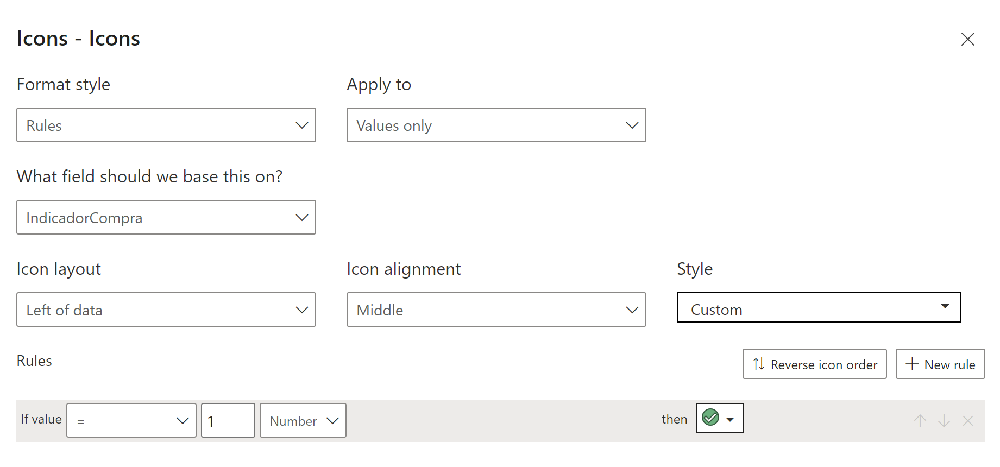 Icons - Icons
Format style
Apply to
Rules
Values only
What field should we base this on?
IndicadorCompra
Icon layout
Icon alignment
Style
Left of data
Middle
Custom
Rules
Reverse icon order
New rule
If value = 1 Number then